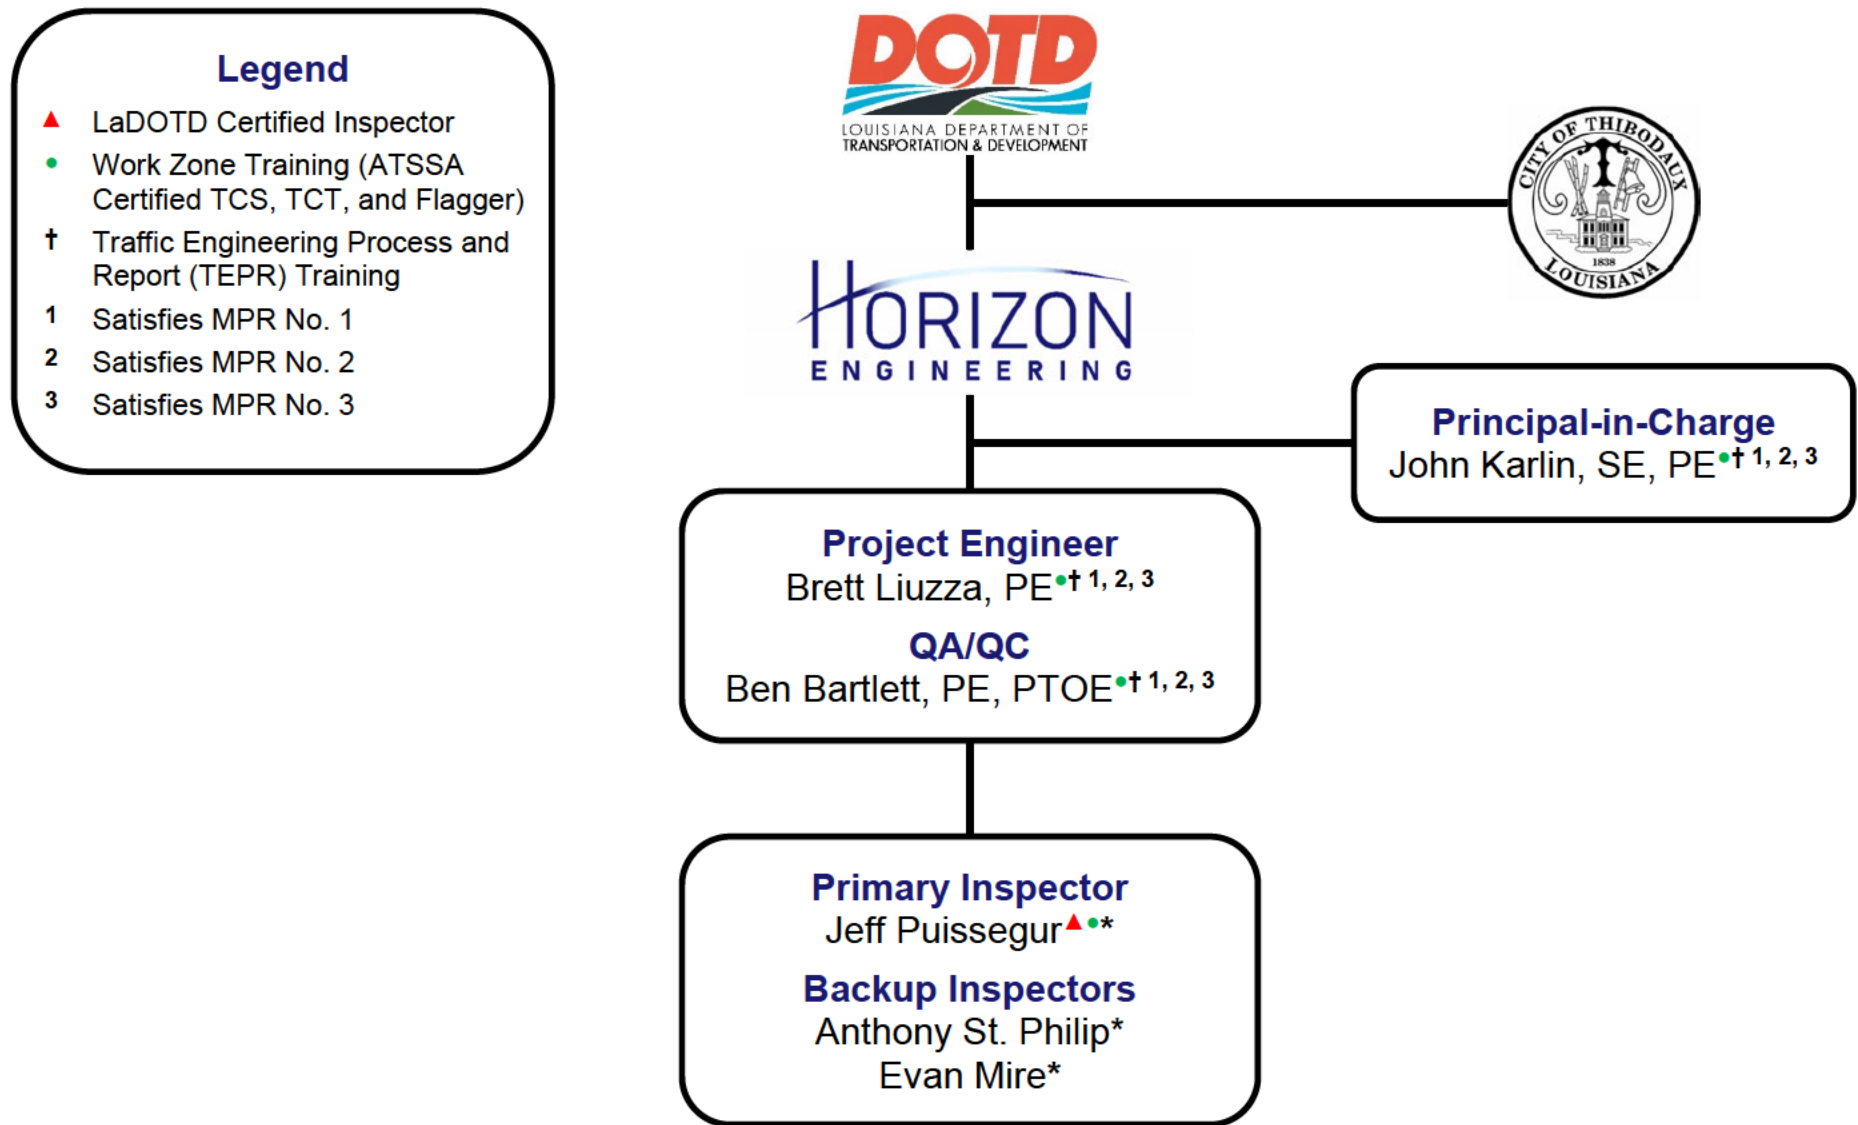 Legend
▲ LaDOTD Certified Inspector
• Work Zone Training (ATSSA
Certified TCS, TCT, and Flagger)
† Traffic Engineering Process and
Report (TEPR) Training
1 Satisfies MPR No. 1
2 Satisfies MPR No. 2
3 Satisfies MPR No. 3
DOTD
LOUISIANA DEPARTMENT OF
TRANSPORTATION & DEVELOPMENT
CITY OF THIBODAUX
T
1838
LOUISIANA
HORIZON
ENGINEERING
Principal-in-Charge
John Karlin, SE, PE•† 1, 2, 3
Project Engineer
Brett Liuzza, PE•† 1, 2, 3
QA/QC
Ben Bartlett, PE, PTOE•† 1, 2, 3
Primary Inspector
Jeff Puissegur▲•*
Backup Inspectors
Anthony St. Philip*
Evan Mire*